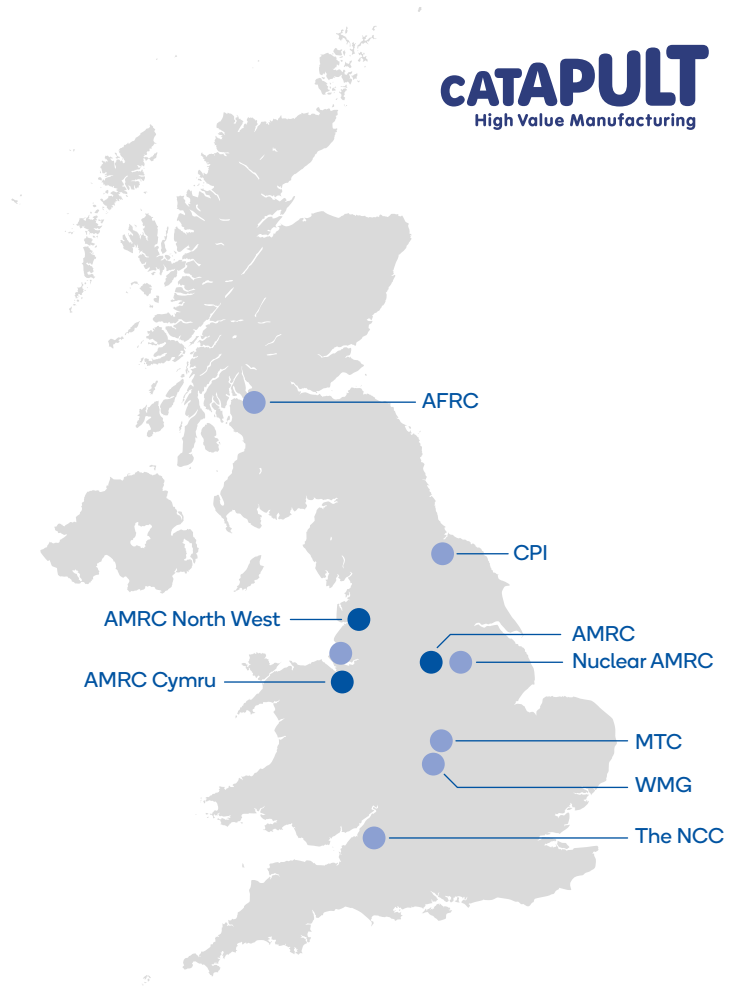 CATAPULT
High Value Manufacturing
AFRC
CPI
AMRC North West
AMRC
Nuclear AMRC
AMRC Cymru
MTC
WMG
The NCC